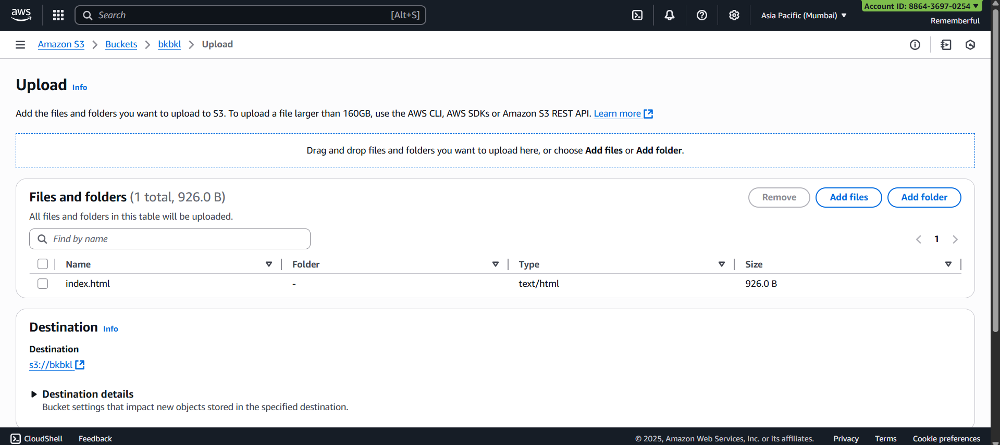 aws
Search [Alt+S]
Asia Pacific (Mumbai)
Account ID: 8864-3697-0254
Rememberful
Amazon S3 > Buckets > bkbkl > Upload
Upload Info
Add the files and folders you want to upload to S3. To upload a file larger than 160GB, use the AWS CLI, AWS SDKs or Amazon S3 REST API. Learn more
Drag and drop files and folders you want to upload here, or choose Add files or Add folder.
Files and folders (1 total, 926.0 B)
Remove Add files Add folder
All files and folders in this table will be uploaded.
Find by name
1
Name Folder Type Size
index.html - text/html 926.0 B
Destination Info
Destination
s3://bkbkl
Destination details
Bucket settings that impact new objects stored in the specified destination.
CloudShell Feedback © 2025, Amazon Web Services, Inc. or its affiliates. Privacy Terms Cookie preferences